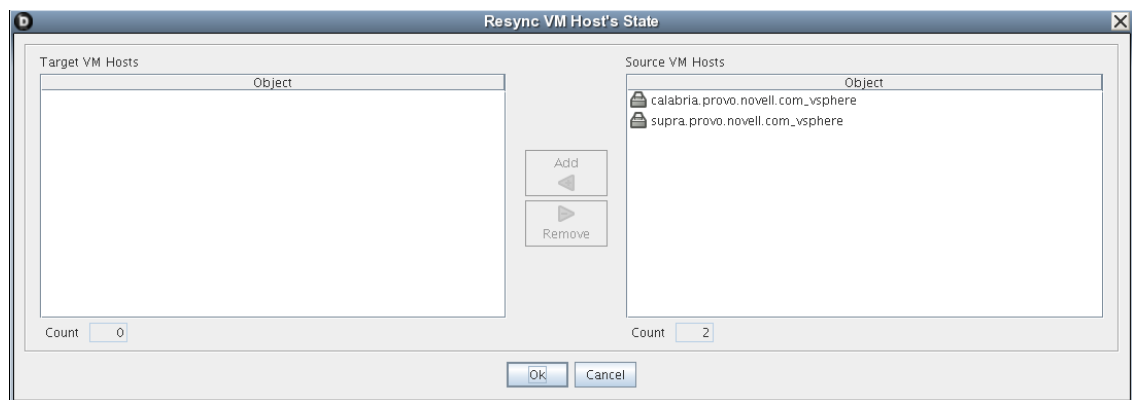 Resync VM Host's State
Target VM Hosts
Object
Count 0
Add
Remove
Source VM Hosts
Object
calabria.provo.novell.com_vsphere
supra.provo.novell.com_vsphere
Count 2
Ok
Cancel